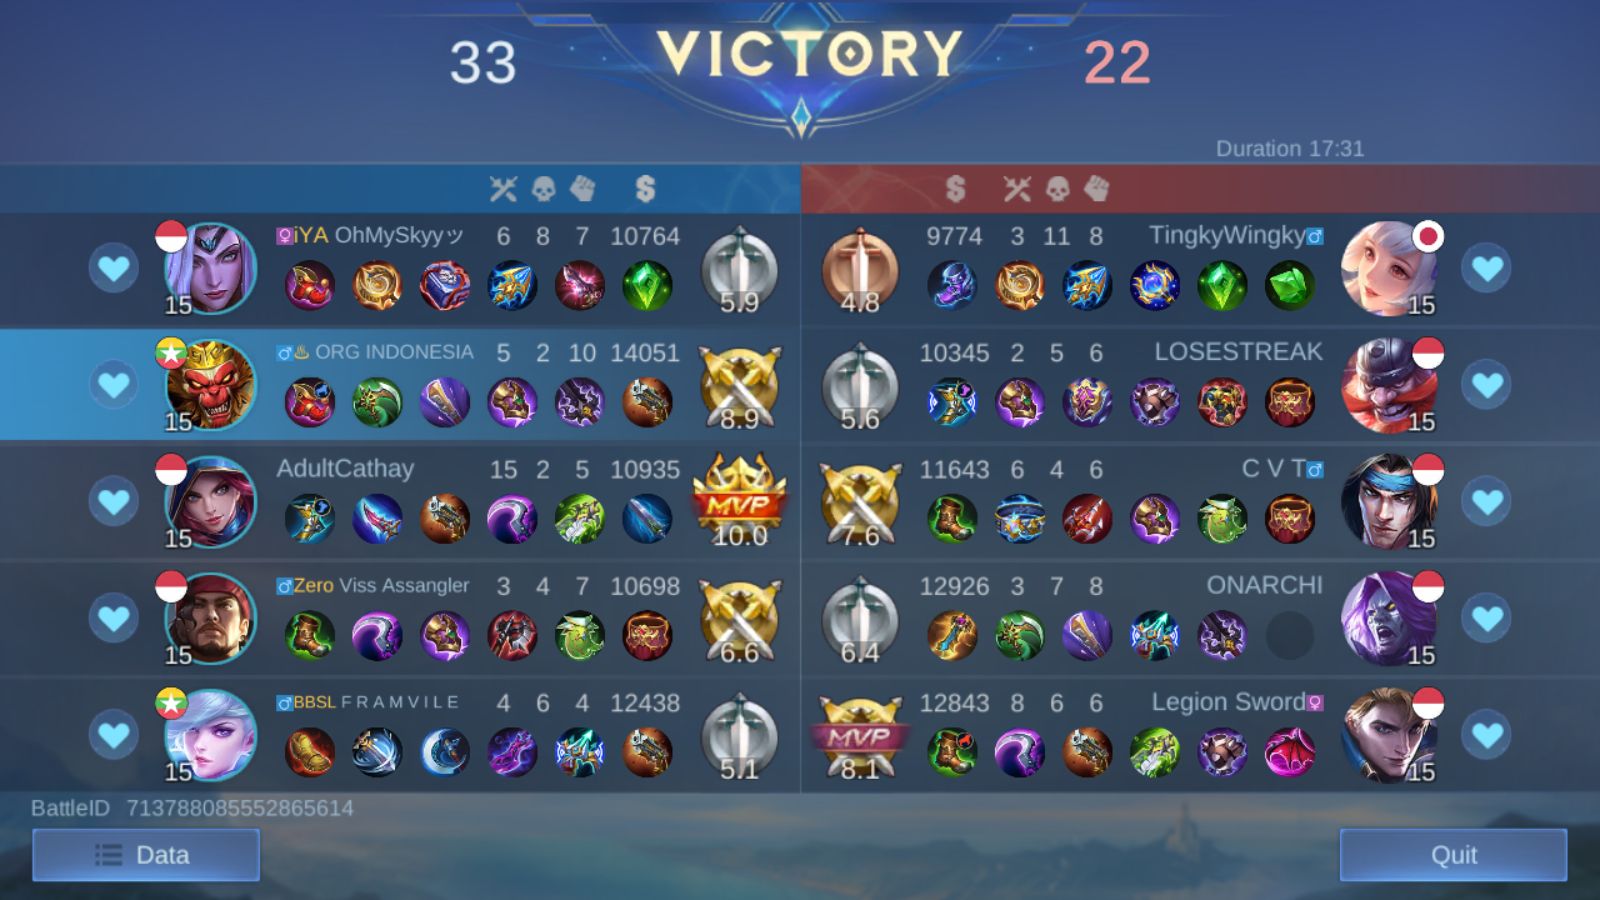 33 VICTORY 22
Duration 17:31
iYA OhMySkyyッ 6 8 7 10764
15 5.9
9774 3 11 8 TingkyWingky
4.8 15
ORG INDONESIA 5 2 10 14051
15 8.9
10345 2 5 6 LOSESTREAK
5.6 15
AdultCathay 15 2 5 10935
MVP
15 10.0
11643 6 4 6 C V T
7.6 15
Zero Viss Assangler 3 4 7 10698
15 6.6
12926 3 7 8 ONARCHI
6.4 15
BBSL F R A M V I L E 4 6 4 12438
15 5.1
12843 8 6 6 Legion Sword
MVP
8.1 15
BattleID 713788085552865614
Data
Quit